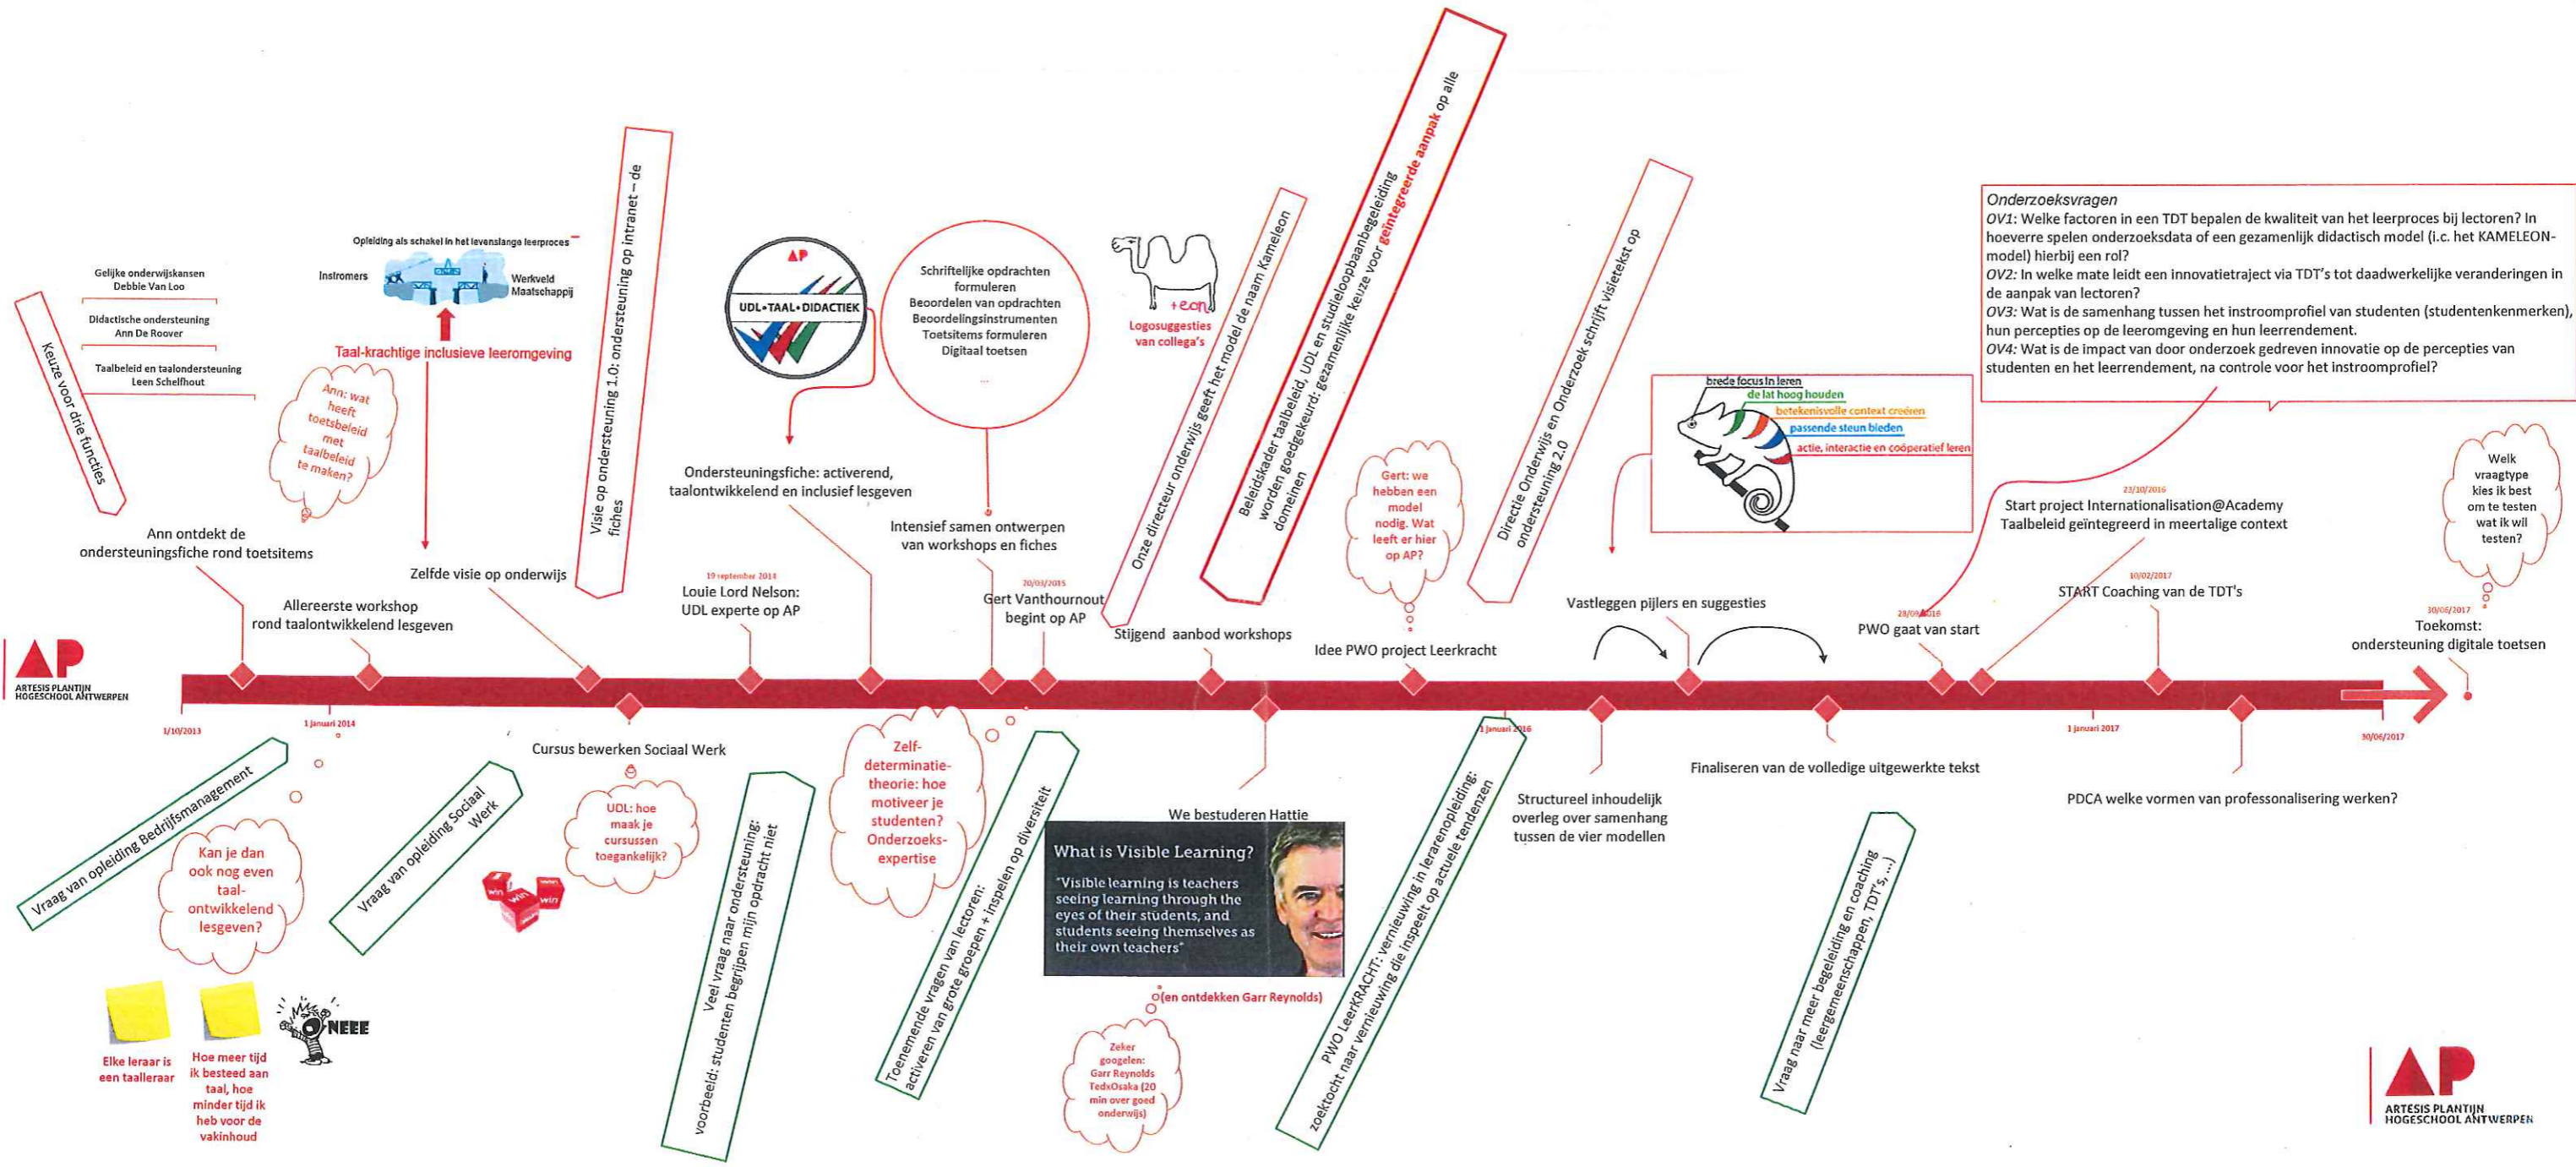 Keuze voor drie functies
Gelijke onderwijskansen
Debbie Van Loo
Didactische ondersteuning
Ann De Roover
Taalbeleid en taalondersteuning
Leen Schelfhout
Opleiding als schakel in het levenslange leerproces
Instromers
Werkveld
Maatschappij
Taal-krachtige inclusieve leeromgeving
Ann: wat
heeft
toetsbeleid
met
taalbeleid
te maken?
Visie op ondersteuning 1.0: ondersteuning op intranet – de
fiches
AP
UDL•TAAL•DIDACTIEK
Schriftelijke opdrachten
formuleren
Beoordelen van opdrachten
Beoordelingsinstrumenten
Toetsitems formuleren
Digitaal toetsen
...
+eon
Logosuggesties
van collega's
Onze directeur onderwijs geeft het model de naam Kameleon
Beleidskader taalbeleid, UDL en studieloopbaanbegeleiding
worden goedgekeurd: gezamenlijke keuze voor geïntegreerde aanpak op alle
domeinen
Gert: we
hebben een
model
nodig. Wat
leeft er hier
op AP?
Directie Onderwijs en Onderzoek schrijft visietekst op
ondersteuning 2.0
brede focus in leren
de lat hoog houden
betekenisvolle context creëren
passende steun bieden
actie, interactie en coöperatief leren
Onderzoeksvragen
OV1: Welke factoren in een TDT bepalen de kwaliteit van het leerproces bij lectoren? In
hoeverre spelen onderzoeksdata of een gezamenlijk didactisch model (i.c. het KAMELEON-
model) hierbij een rol?
OV2: In welke mate leidt een innovatietraject via TDT's tot daadwerkelijke veranderingen in
de aanpak van lectoren?
OV3: Wat is de samenhang tussen het instroomprofiel van studenten (studentenkenmerken),
hun percepties op de leeromgeving en hun leerrendement.
OV4: Wat is de impact van door onderzoek gedreven innovatie op de percepties van
studenten en het leerrendement, na controle voor het instroomprofiel?
Welk
vraagtype
kies ik best
om te testen
wat ik wil
testen?
Ann ontdekt de
ondersteuningsfiche rond toetsitems
Allereerste workshop
rond taalontwikkelend lesgeven
Zelfde visie op onderwijs
19 september 2014
Louie Lord Nelson:
UDL experte op AP
Ondersteuningsfiche: activerend,
taalontwikkelend en inclusief lesgeven
Intensief samen ontwerpen
van workshops en fiches
20/03/2015
Gert Vanthournout
begint op AP
Stijgend aanbod workshops
Idee PWO project Leerkracht
Vastleggen pijlers en suggesties
28/09/2016
PWO gaat van start
23/10/2016
Start project Internationalisation@Academy
Taalbeleid geïntegreerd in meertalige context
10/02/2017
START Coaching van de TDT's
30/06/2017
Toekomst:
ondersteuning digitale toetsen
AP
ARTESIS PLANTIJN
HOGESCHOOL ANTWERPEN
1/10/2013
1 januari 2014
1 januari 2016
1 januari 2017
30/06/2017
Vraag van opleiding Bedrijfsmanagement
Kan je dan
ook nog even
taal-
ontwikkelend
lesgeven?
Elke leraar is
een taalleraar
Hoe meer tijd
ik besteed aan
taal, hoe
minder tijd ik
heb voor de
vakinhoud
NEEE
Vraag van opleiding Sociaal
Werk
Cursus bewerken Sociaal Werk
UDL: hoe
maak je
cursussen
toegankelijk?
win
win
win
win
Veel vraag naar ondersteuning:
voorbeeld: studenten begrijpen mijn opdracht niet
Zelf-
determinatie-
theorie: hoe
motiveer je
studenten?
Onderzoeks-
expertise
Toenemende vragen van lectoren:
activeren van grote groepen + inspelen op diversiteit
We bestuderen Hattie
What is Visible Learning?
"Visible learning is teachers
seeing learning through the
eyes of their students, and
students seeing themselves as
their own teachers"
(en ontdekken Garr Reynolds)
Zeker
googelen:
Garr Reynolds
TedxOsaka (20
min over goed
onderwijs)
PWO LeerKRACHT: vernieuwing in lerarenopleiding:
zoektocht naar vernieuwing die inspeelt op actuele tendenzen
Structureel inhoudelijk
overleg over samenhang
tussen de vier modellen
Finaliseren van de volledige uitgewerkte tekst
Vraag naar meer begeleiding en coaching
(leergemeenschappen, TDT's, ...)
PDCA welke vormen van professonalisering werken?
AP
ARTESIS PLANTIJN
HOGESCHOOL ANTWERPEN